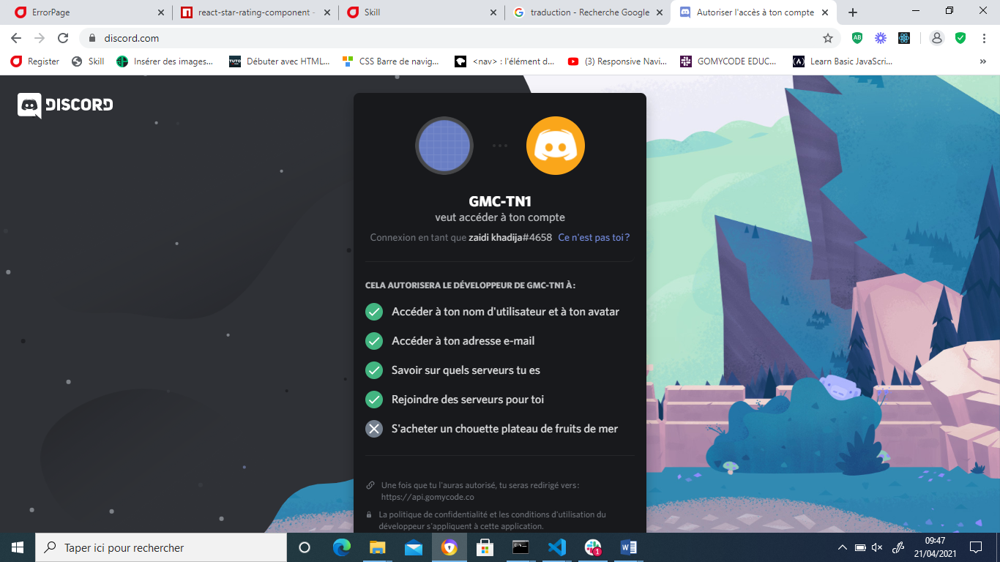 ErrorPage
react-star-rating-component -
Skill
traduction - Recherche Google
Autoriser l'accès à ton compte
discord.com
Register
Skill
Insérer des images...
TUTO
Débuter avec HTML...
CSS Barre de navig...
<nav> : l'élément d...
(3) Responsive Navi...
GOMYCODE EDUC...
Learn Basic JavaScri...
DISCORD
GMC-TN1
veut accéder à ton compte
Connexion en tant que zaidi khadija#4658 Ce n'est pas toi ?
CELA AUTORISERA LE DÉVELOPPEUR DE GMC-TN1 À :
Accéder à ton nom d'utilisateur et à ton avatar
Accéder à ton adresse e-mail
Savoir sur quels serveurs tu es
Rejoindre des serveurs pour toi
S'acheter un chouette plateau de fruits de mer
Une fois que tu l'auras autorisé, tu seras redirigé vers :
https://api.gomycode.co
La politique de confidentialité et les conditions d'utilisation du
développeur s'appliquent à cette application.
Taper ici pour rechercher
1
09:47
21/04/2021